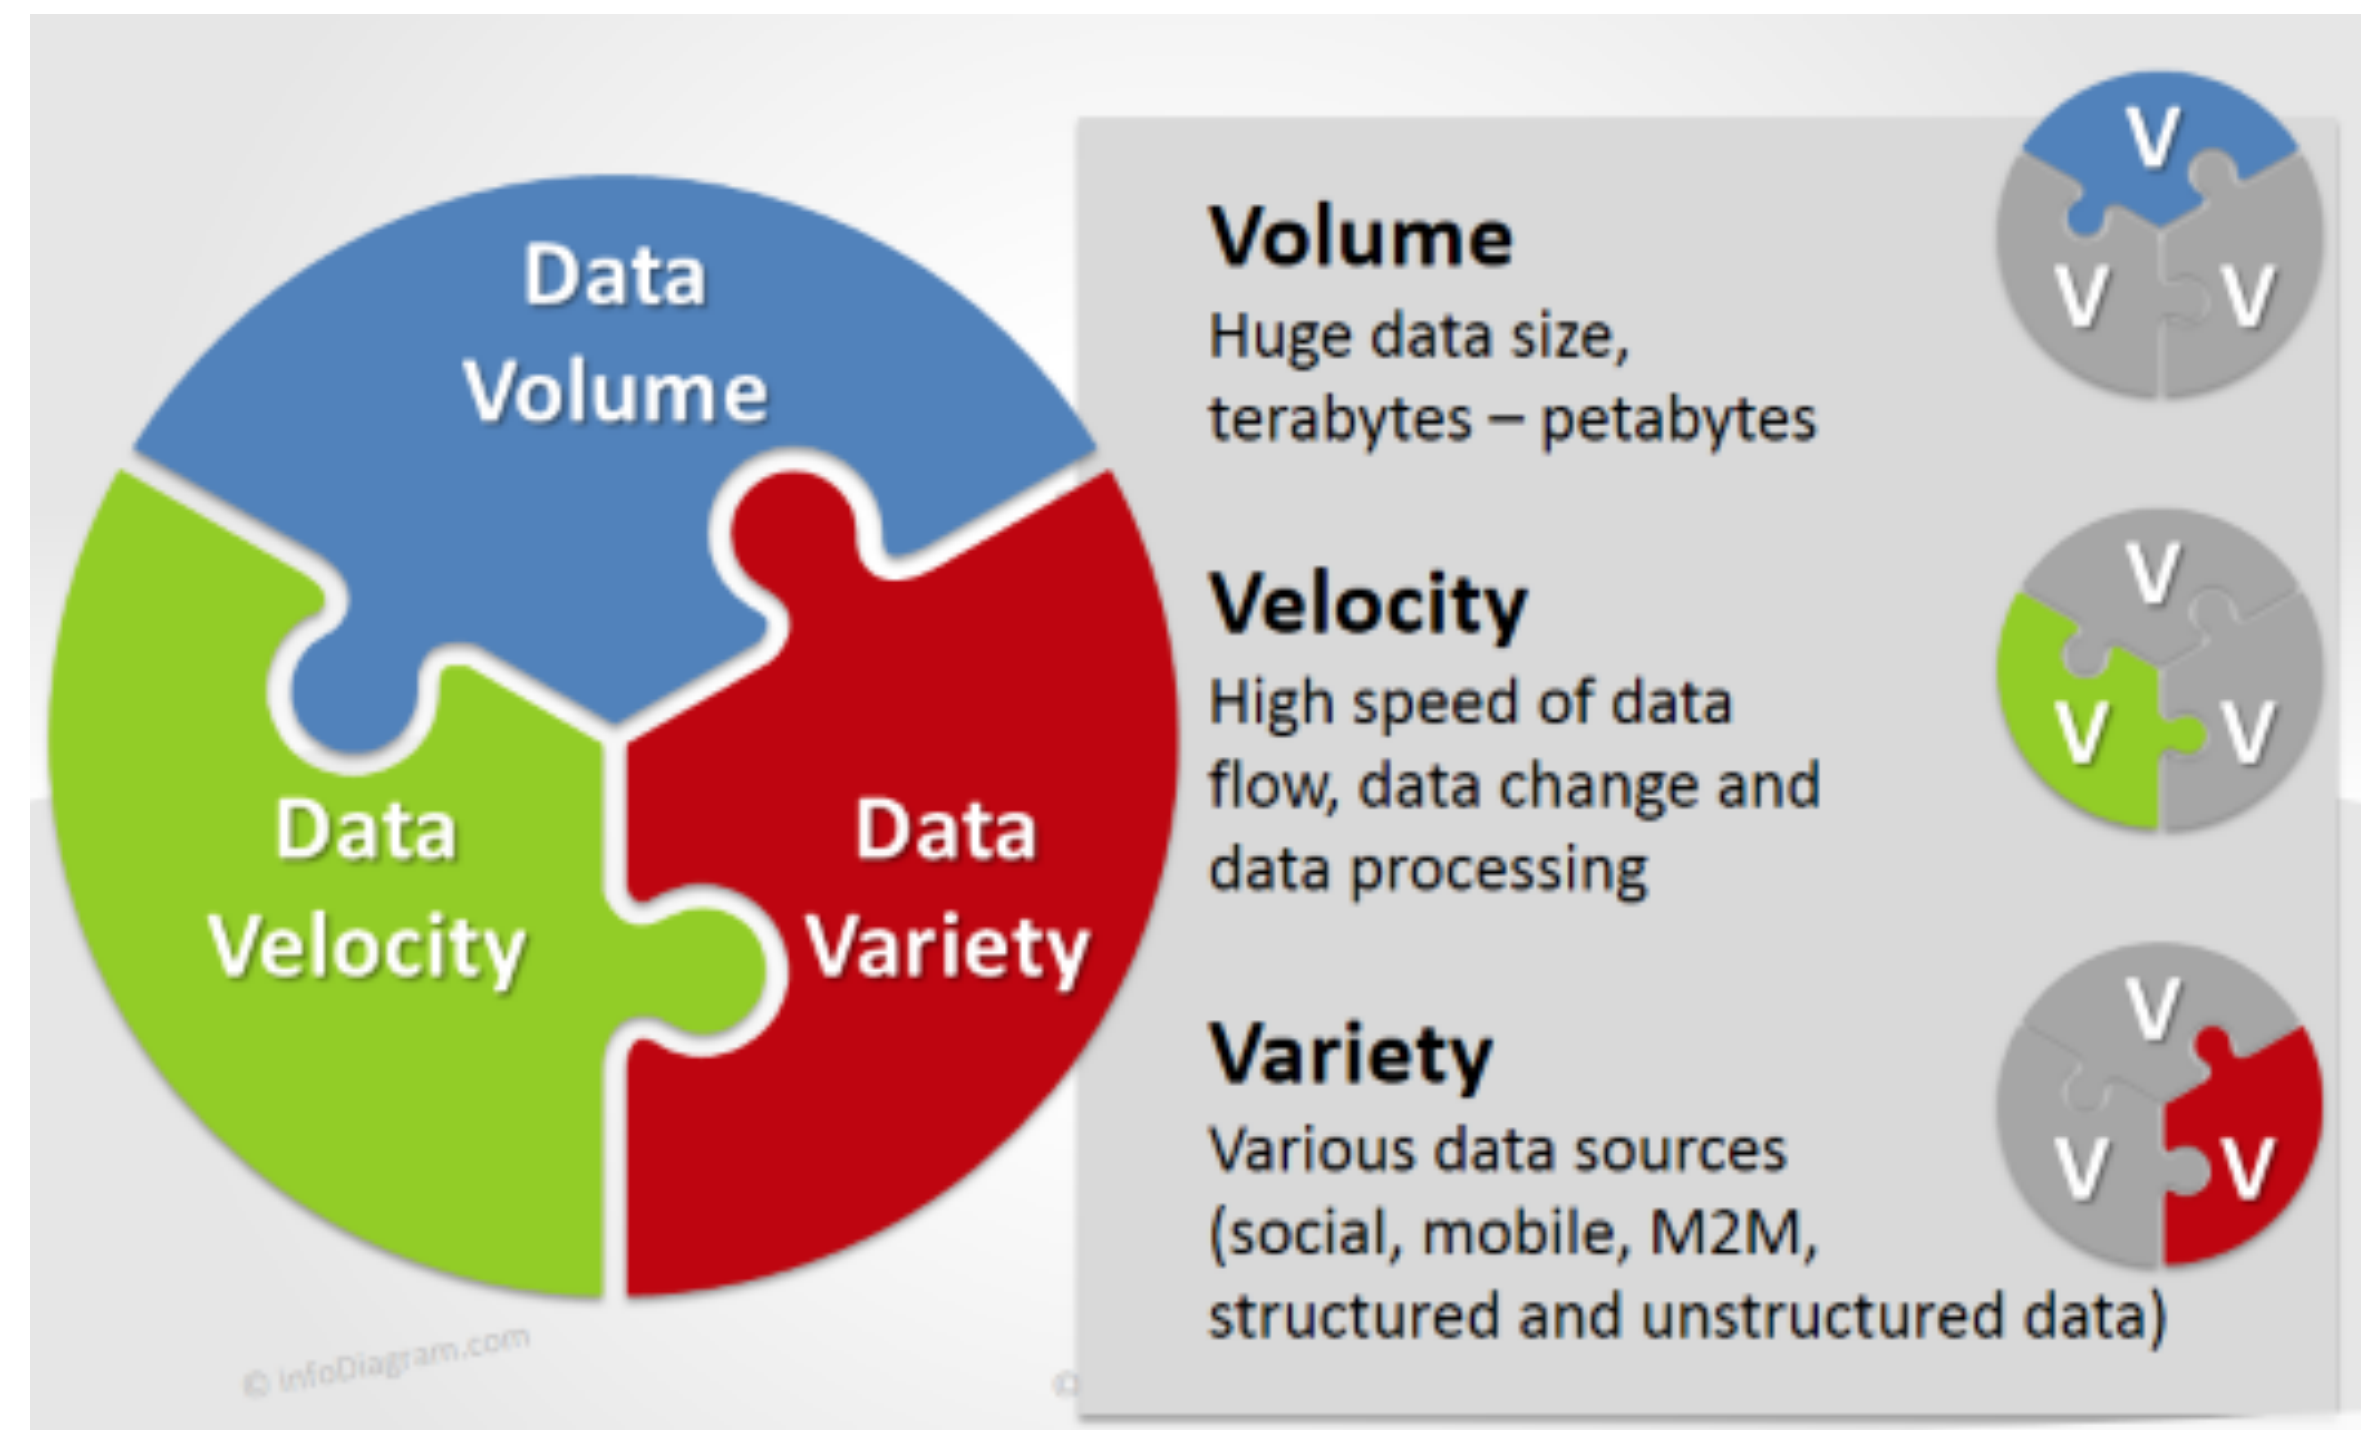 Data
Volume
Data
Velocity
Data
Variety
Volume
Huge data size,
terabytes – petabytes
V
V V
Velocity
High speed of data
flow, data change and
data processing
V
V V
Variety
Various data sources
(social, mobile, M2M,
structured and unstructured data)
V
V V
© infoDiagram.com
©